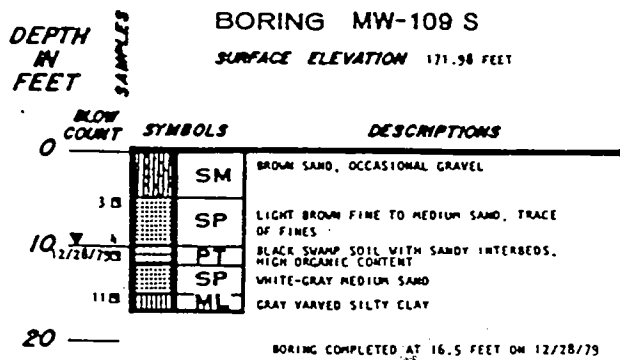 BORING MW-109 S
SURFACE ELEVATION 171.98 FEET
DEPTH IN FEET
SAMPLES
BLOW COUNT
SYMBOLS
DESCRIPTIONS
0
SM
BROWN SAND, OCCASIONAL GRAVEL
3
SP
LIGHT BROWN FINE TO MEDIUM SAND, TRACE
OF FINES
10
4
12/28/79
PT
BLACK SWAMP SOIL WITH SANDY INTERBEDS,
HIGH ORGANIC CONTENT
SP
WHITE-GRAY MEDIUM SAND
11
ML
GRAY VARVED SILTY CLAY
20
BORING COMPLETED AT 16.5 FEET ON 12/28/79